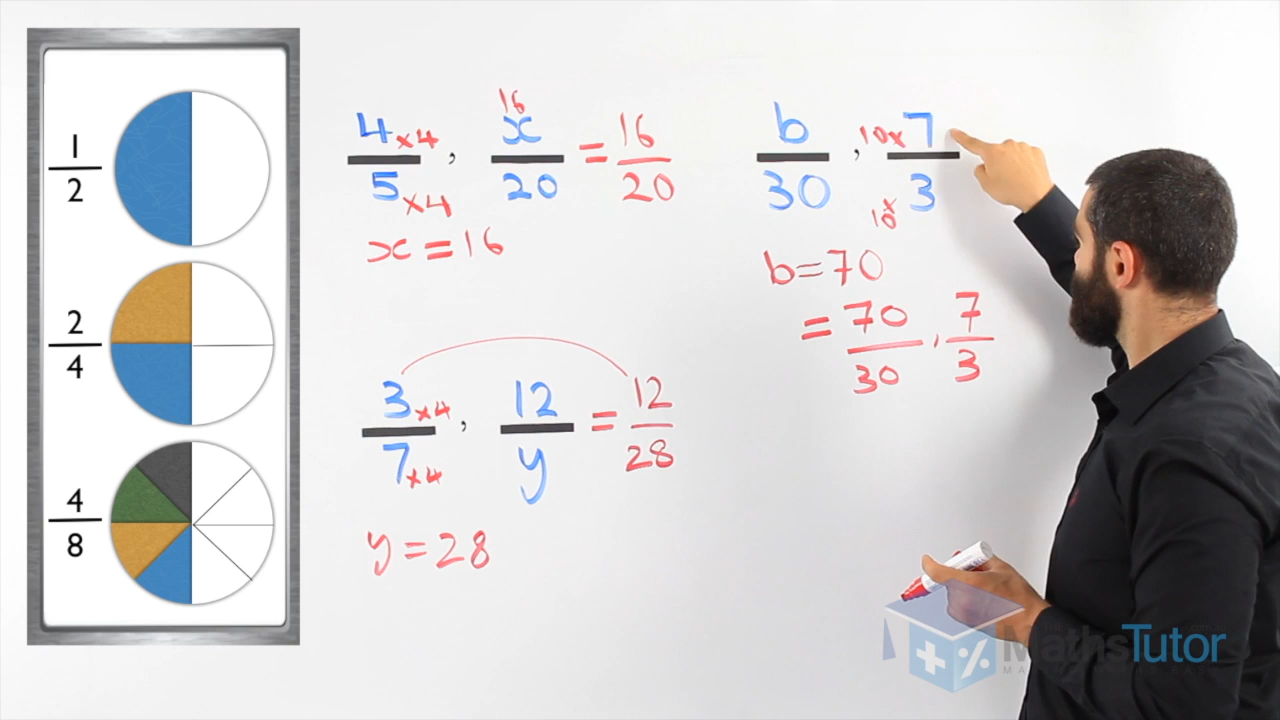 1
2
2
4
4
8
4 ×4 , 16 x = 16
5 ×4 20 20
x = 16
3 ×4 , 12 = 12
7 ×4 y 28
y = 28
b , 10× 7
30 10× 3
b = 70
= 70 , 7
30 3
MathsTutor